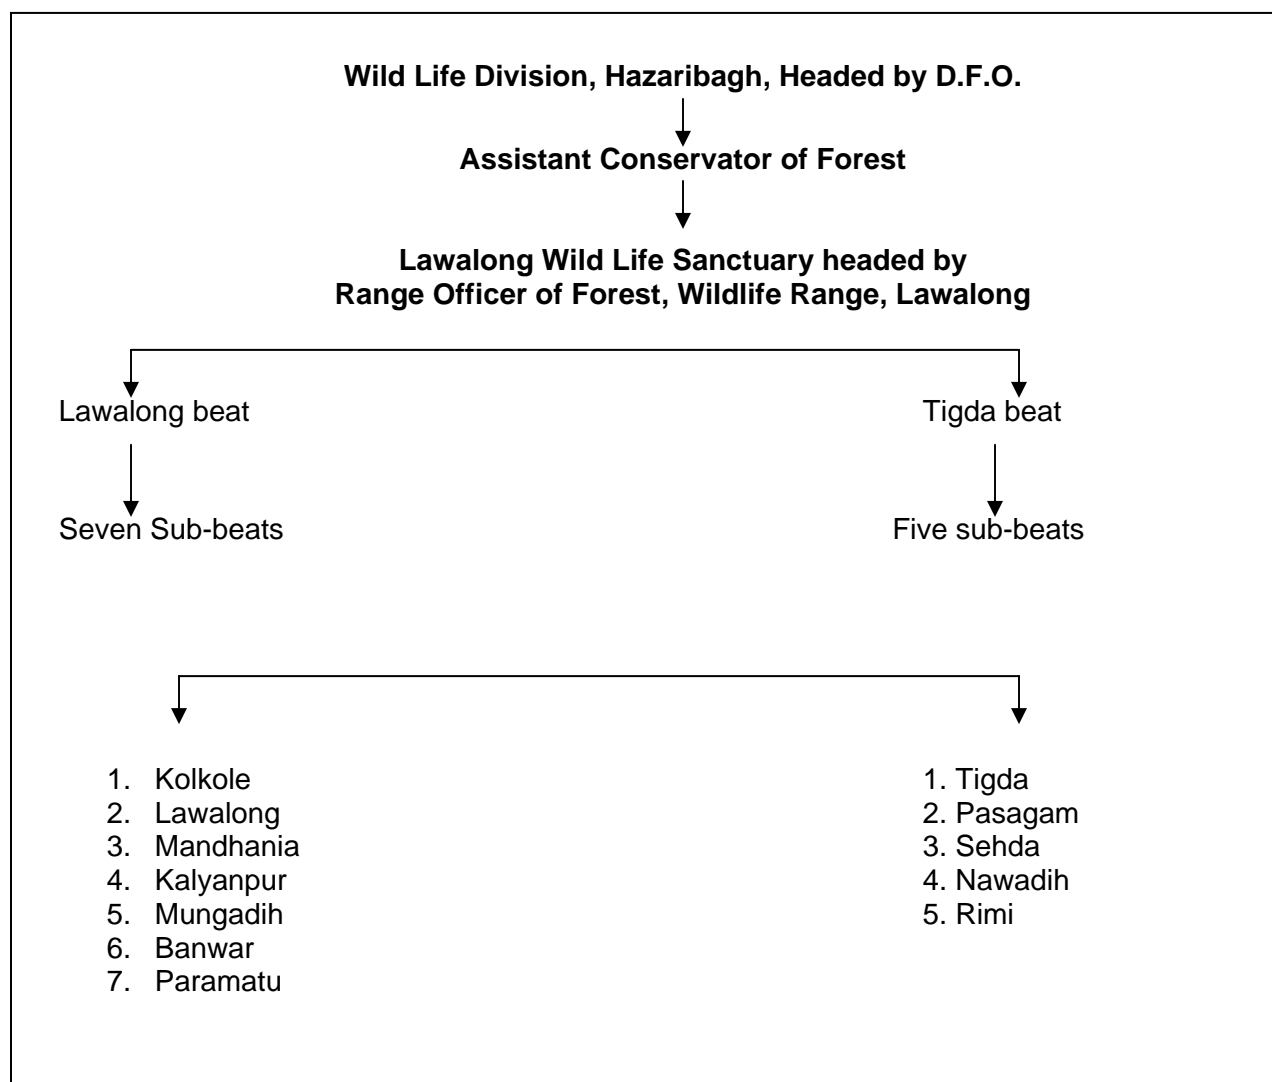 Wild Life Division, Hazaribagh, Headed by D.F.O.
Assistant Conservator of Forest
Lawalong Wild Life Sanctuary headed by
Range Officer of Forest, Wildlife Range, Lawalong
Lawalong beat
Tigda beat
Seven Sub-beats
Five sub-beats
1. Kolkole
2. Lawalong
3. Mandhania
4. Kalyanpur
5. Mungadih
6. Banwar
7. Paramatu
1. Tigda
2. Pasagam
3. Sehda
4. Nawadih
5. Rimi